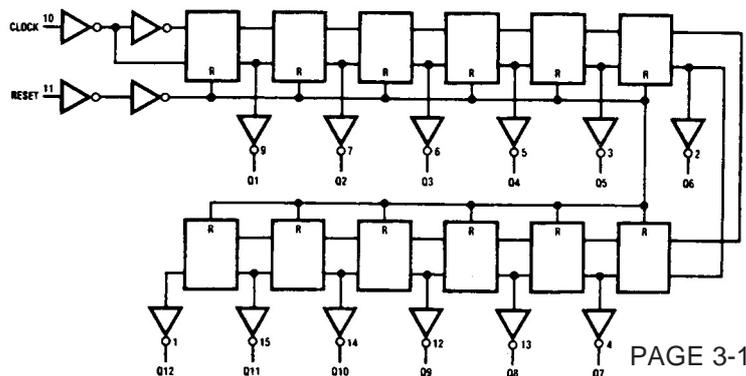 CLOCK 10
R R R R R R
RESET 11
9 7 6 5 3 2
Q1 Q2 Q3 Q4 Q5 Q6
R R R R R R
1 15 14 12 13 4
Q12 Q11 Q10 Q9 Q8 Q7
PAGE 3-1